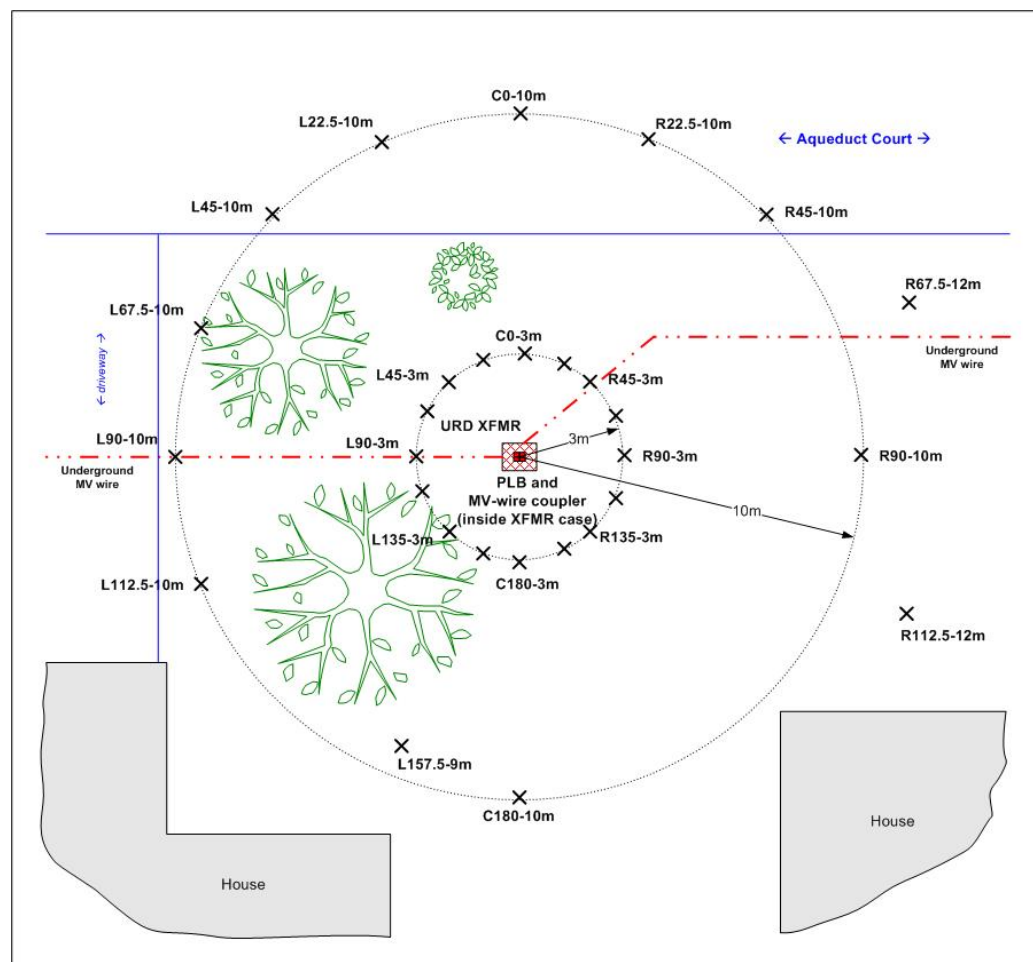 C0-10m
L22.5-10m
R22.5-10m
← Aqueduct Court →
L45-10m
R45-10m
R67.5-12m
L67.5-10m
C0-3m
← driveway →
Underground
MV wire
L45-3m
R45-3m
URD XFMR
3m
L90-10m
L90-3m
R90-3m
R90-10m
Underground
MV wire
PLB and
MV-wire coupler
(inside XFMR case)
10m
L135-3m
R135-3m
C180-3m
L112.5-10m
R112.5-12m
L157.5-9m
C180-10m
House
House